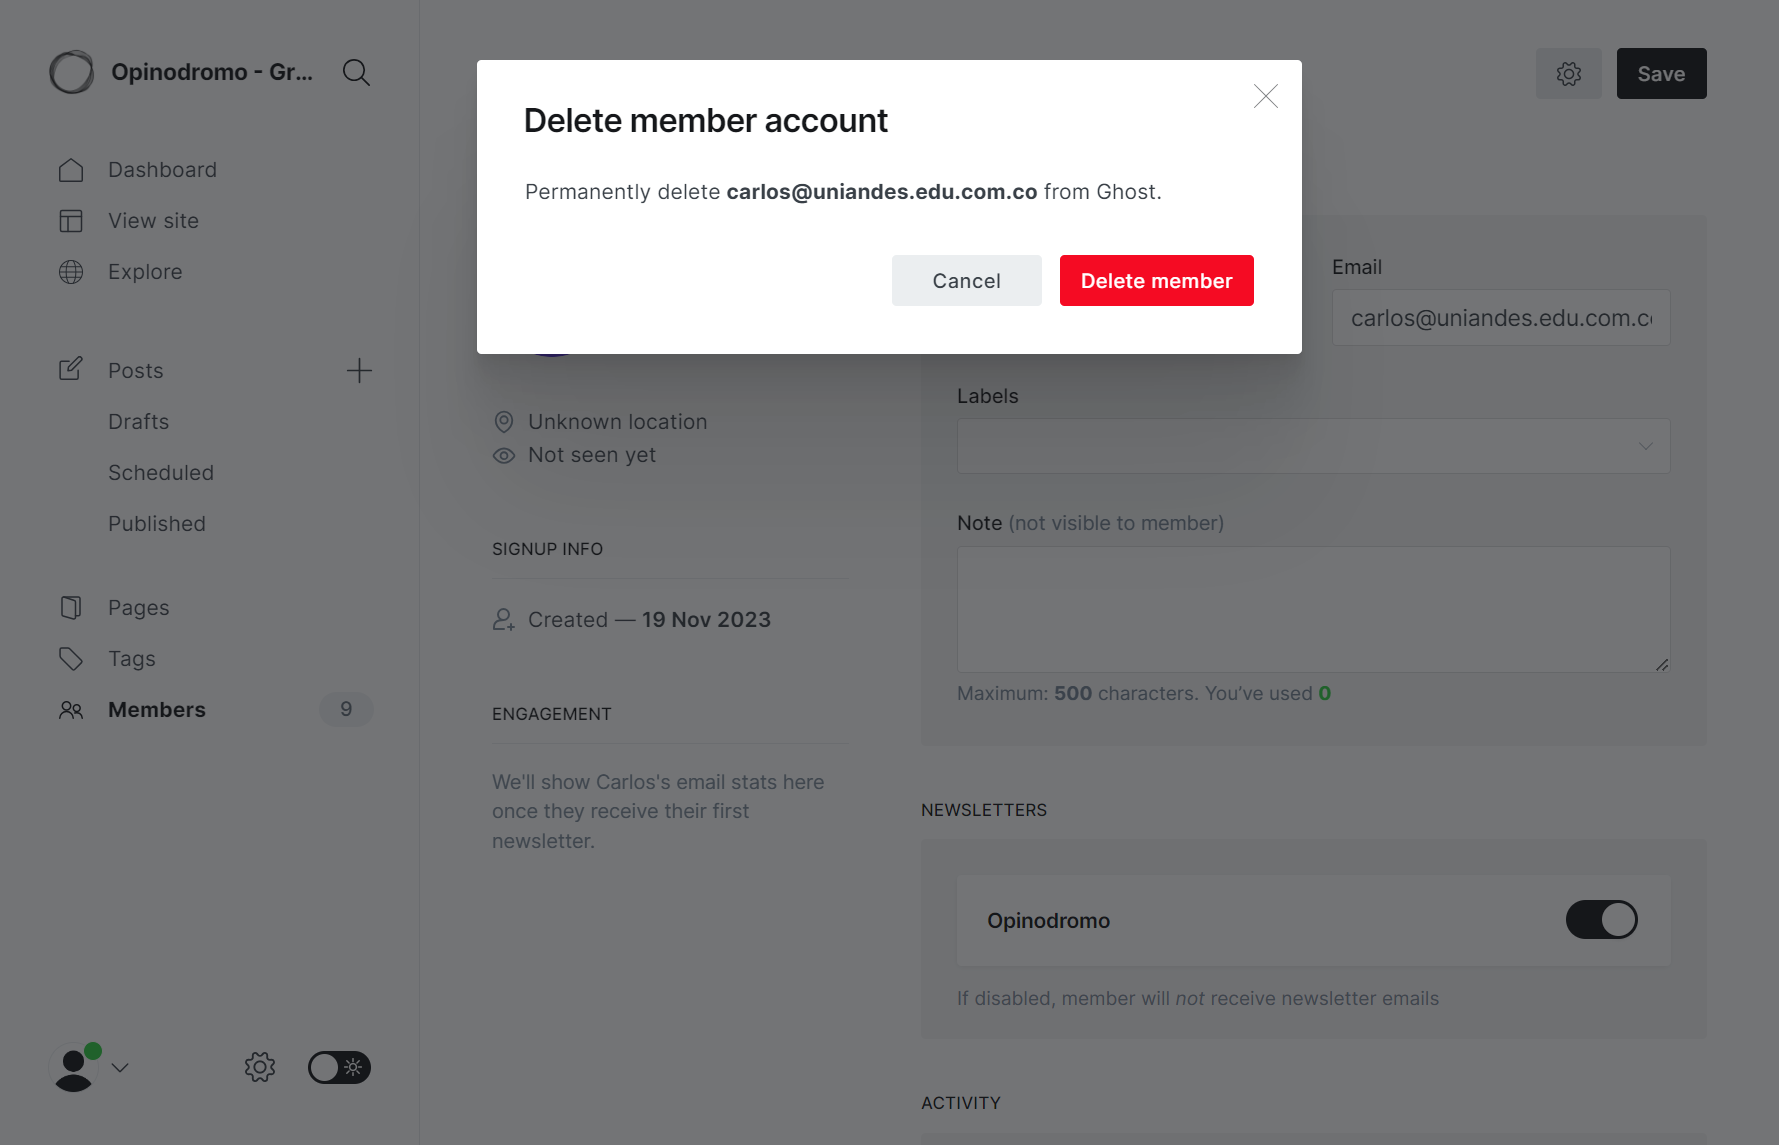 Opinodromo - Gr...
Dashboard
View site
Explore
Posts
Drafts
Scheduled
Published
Pages
Tags
Members 9
Save
Delete member account
Permanently delete carlos@uniandes.edu.com.co from Ghost.
Cancel Delete member
Unknown location
Not seen yet
SIGNUP INFO
Created — 19 Nov 2023
ENGAGEMENT
We'll show Carlos's email stats here
once they receive their first
newsletter.
Email
carlos@uniandes.edu.com.c
Labels
Note (not visible to member)
Maximum: 500 characters. You’ve used 0
NEWSLETTERS
Opinodromo
If disabled, member will not receive newsletter emails
ACTIVITY